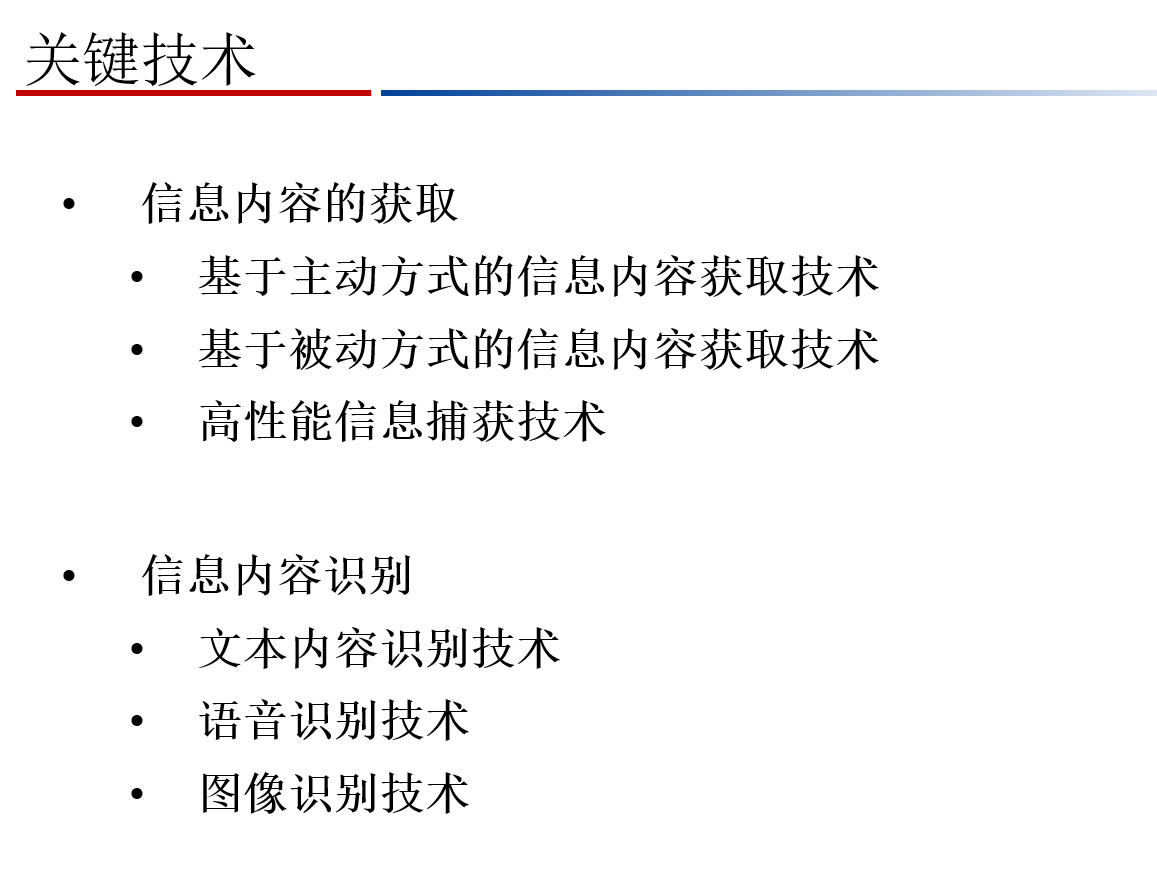 关键技术
• 信息内容的获取
• 基于主动方式的信息内容获取技术
• 基于被动方式的信息内容获取技术
• 高性能信息捕获技术
• 信息内容识别
• 文本内容识别技术
• 语音识别技术
• 图像识别技术